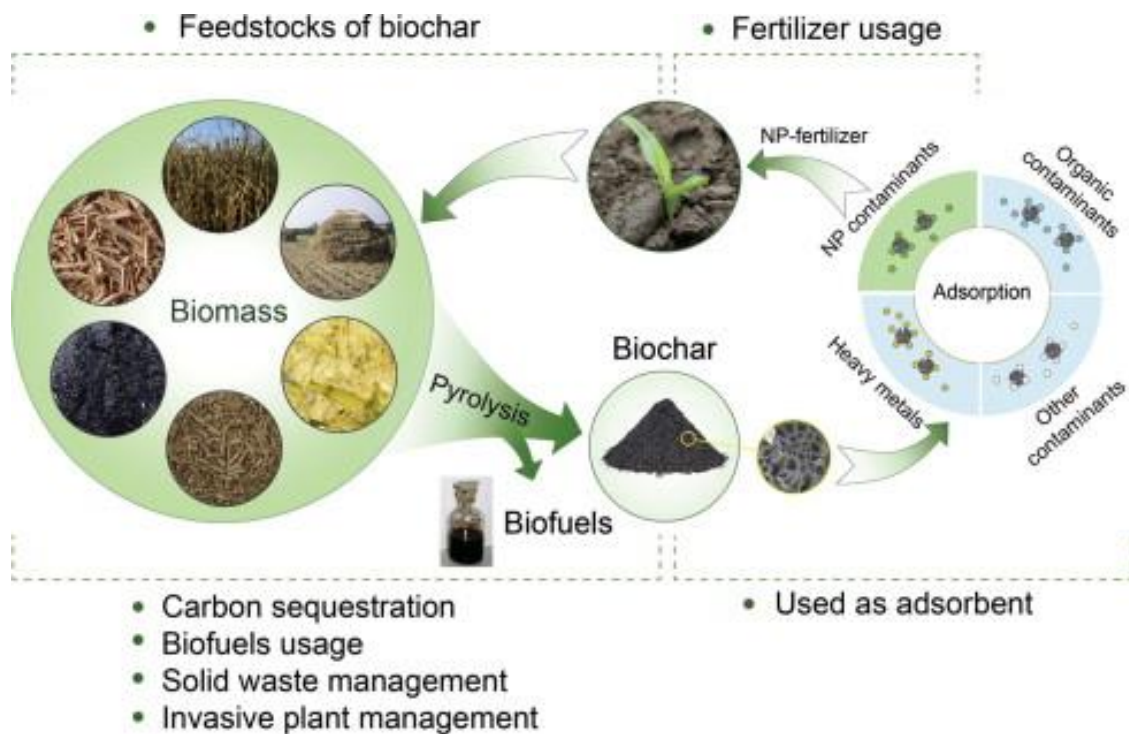 • Feedstocks of biochar
• Fertilizer usage
NP-fertilizer
NP contaminants
Organic
contaminants
Adsorption
Heavy metals
Other
contaminants
Biomass
Pyrolysis
Biochar
Biofuels
• Carbon sequestration
• Biofuels usage
• Solid waste management
• Invasive plant management
• Used as adsorbent